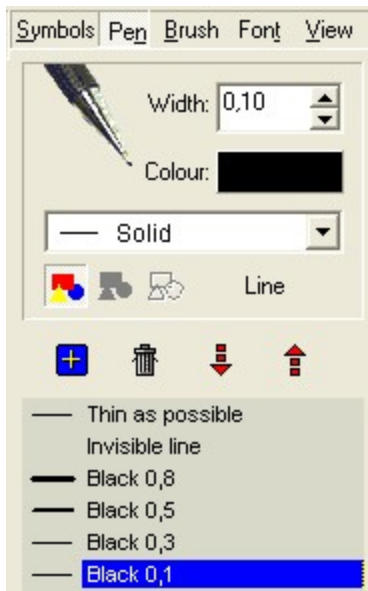 Symbols Pen Brush Font View
Width: 0,10
Colour:
Solid
Line
Thin as possible
Invisible line
Black 0,8
Black 0,5
Black 0,3
Black 0,1